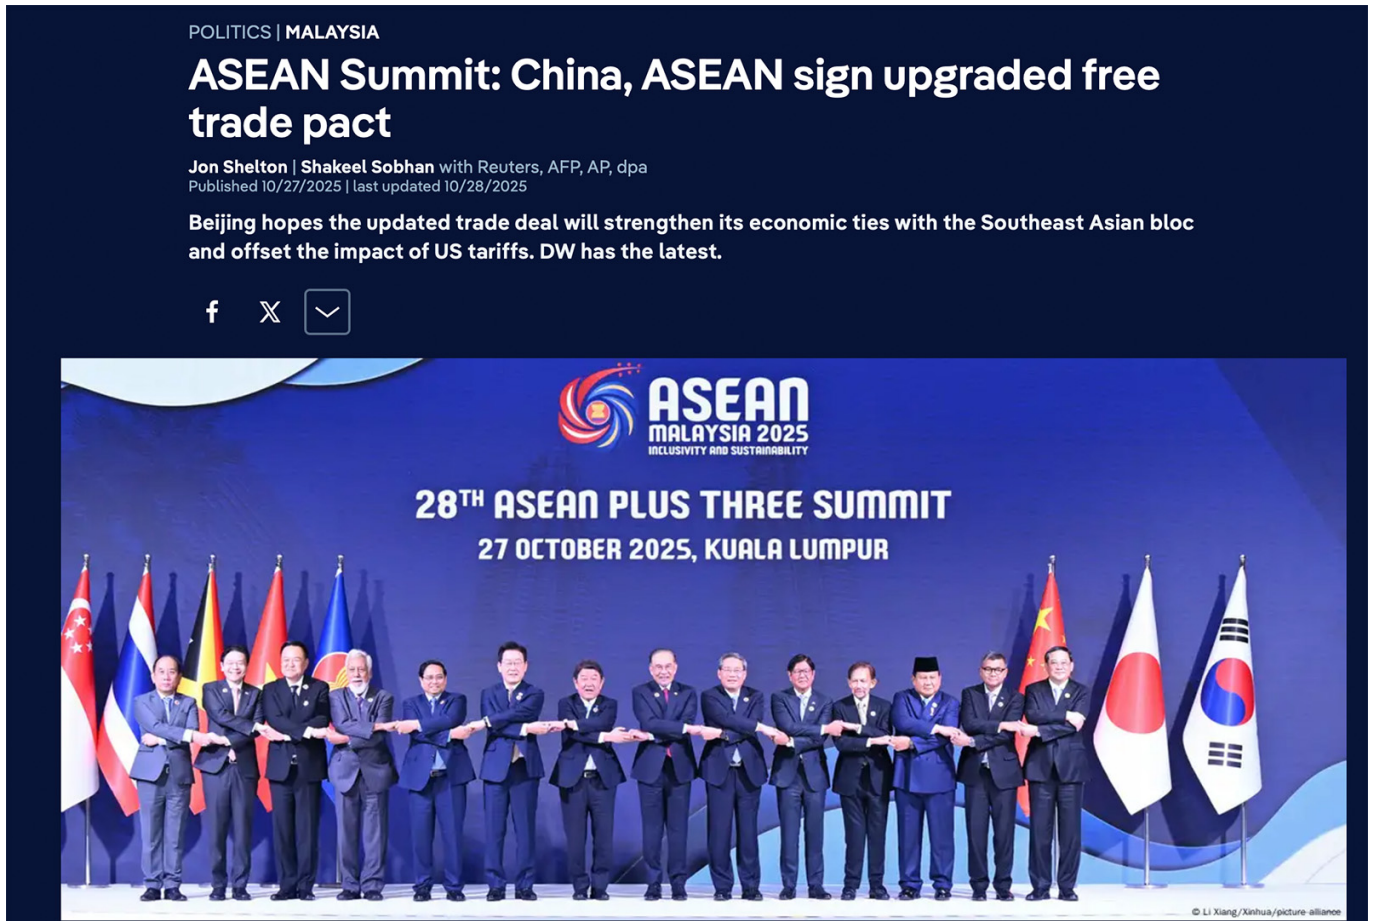 POLITICS | MALAYSIA
ASEAN Summit: China, ASEAN sign upgraded free
trade pact
Jon Shelton | Shakeel Sobhan with Reuters, AFP, AP, dpa
Published 10/27/2025 | last updated 10/28/2025
Beijing hopes the updated trade deal will strengthen its economic ties with the Southeast Asian bloc
and offset the impact of US tariffs. DW has the latest.
f X
ASEAN
MALAYSIA 2025
INCLUSIVITY AND SUSTAINABILITY
28TH ASEAN PLUS THREE SUMMIT
27 OCTOBER 2025, KUALA LUMPUR
© Li Xiang/Xinhua/picture-alliance